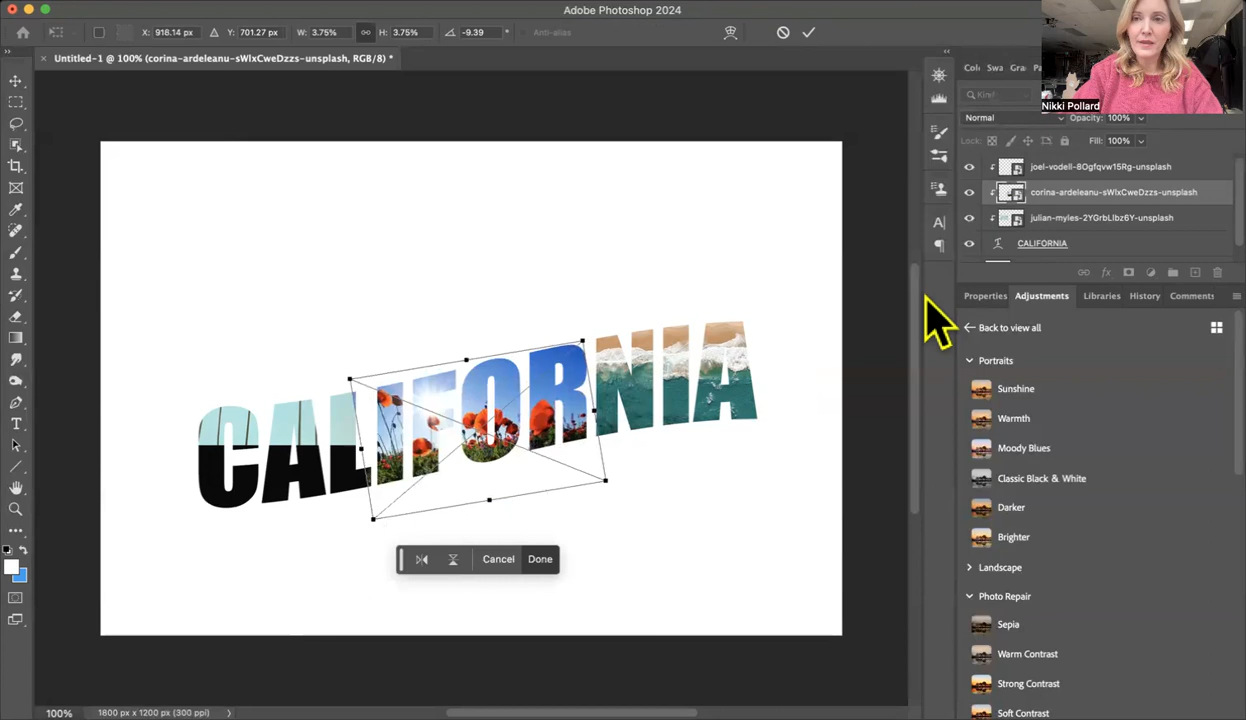 Adobe Photoshop 2024
X: 918.14 px Y: 701.27 px W: 3.75% H: 3.75% -9.39 ° Anti-alias
× Untitled-1 @ 100% (corina-ardeleanu-sWlxCweDzzs-unsplash, RGB/8) *
Nikki Pollard
Swa
Normal Opacity: 100%
Lock: Fill: 100%
joel-vodell-8Ogfqvw15Rg-unsplash
corina-ardeleanu-sWlxCweDzzs-unsplash
julian-myles-2YGrbLIbz6Y-unsplash
CALIFORNIA
Properties Adjustments Libraries History Comments
Back to view all
Portraits
Sunshine
Warmth
Moody Blues
Classic Black & White
Darker
Brighter
Landscape
Photo Repair
Sepia
Warm Contrast
Strong Contrast
Soft Contrast
CALIFORNIA
Cancel Done
100% 1800 px x 1200 px (300 ppi)